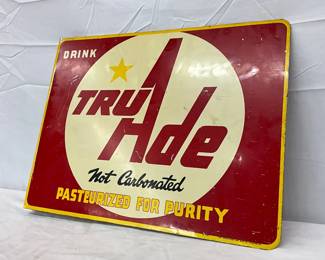 DRINK
TRU
Ade
Not Carbonated
PASTEURIZED FOR PURITY